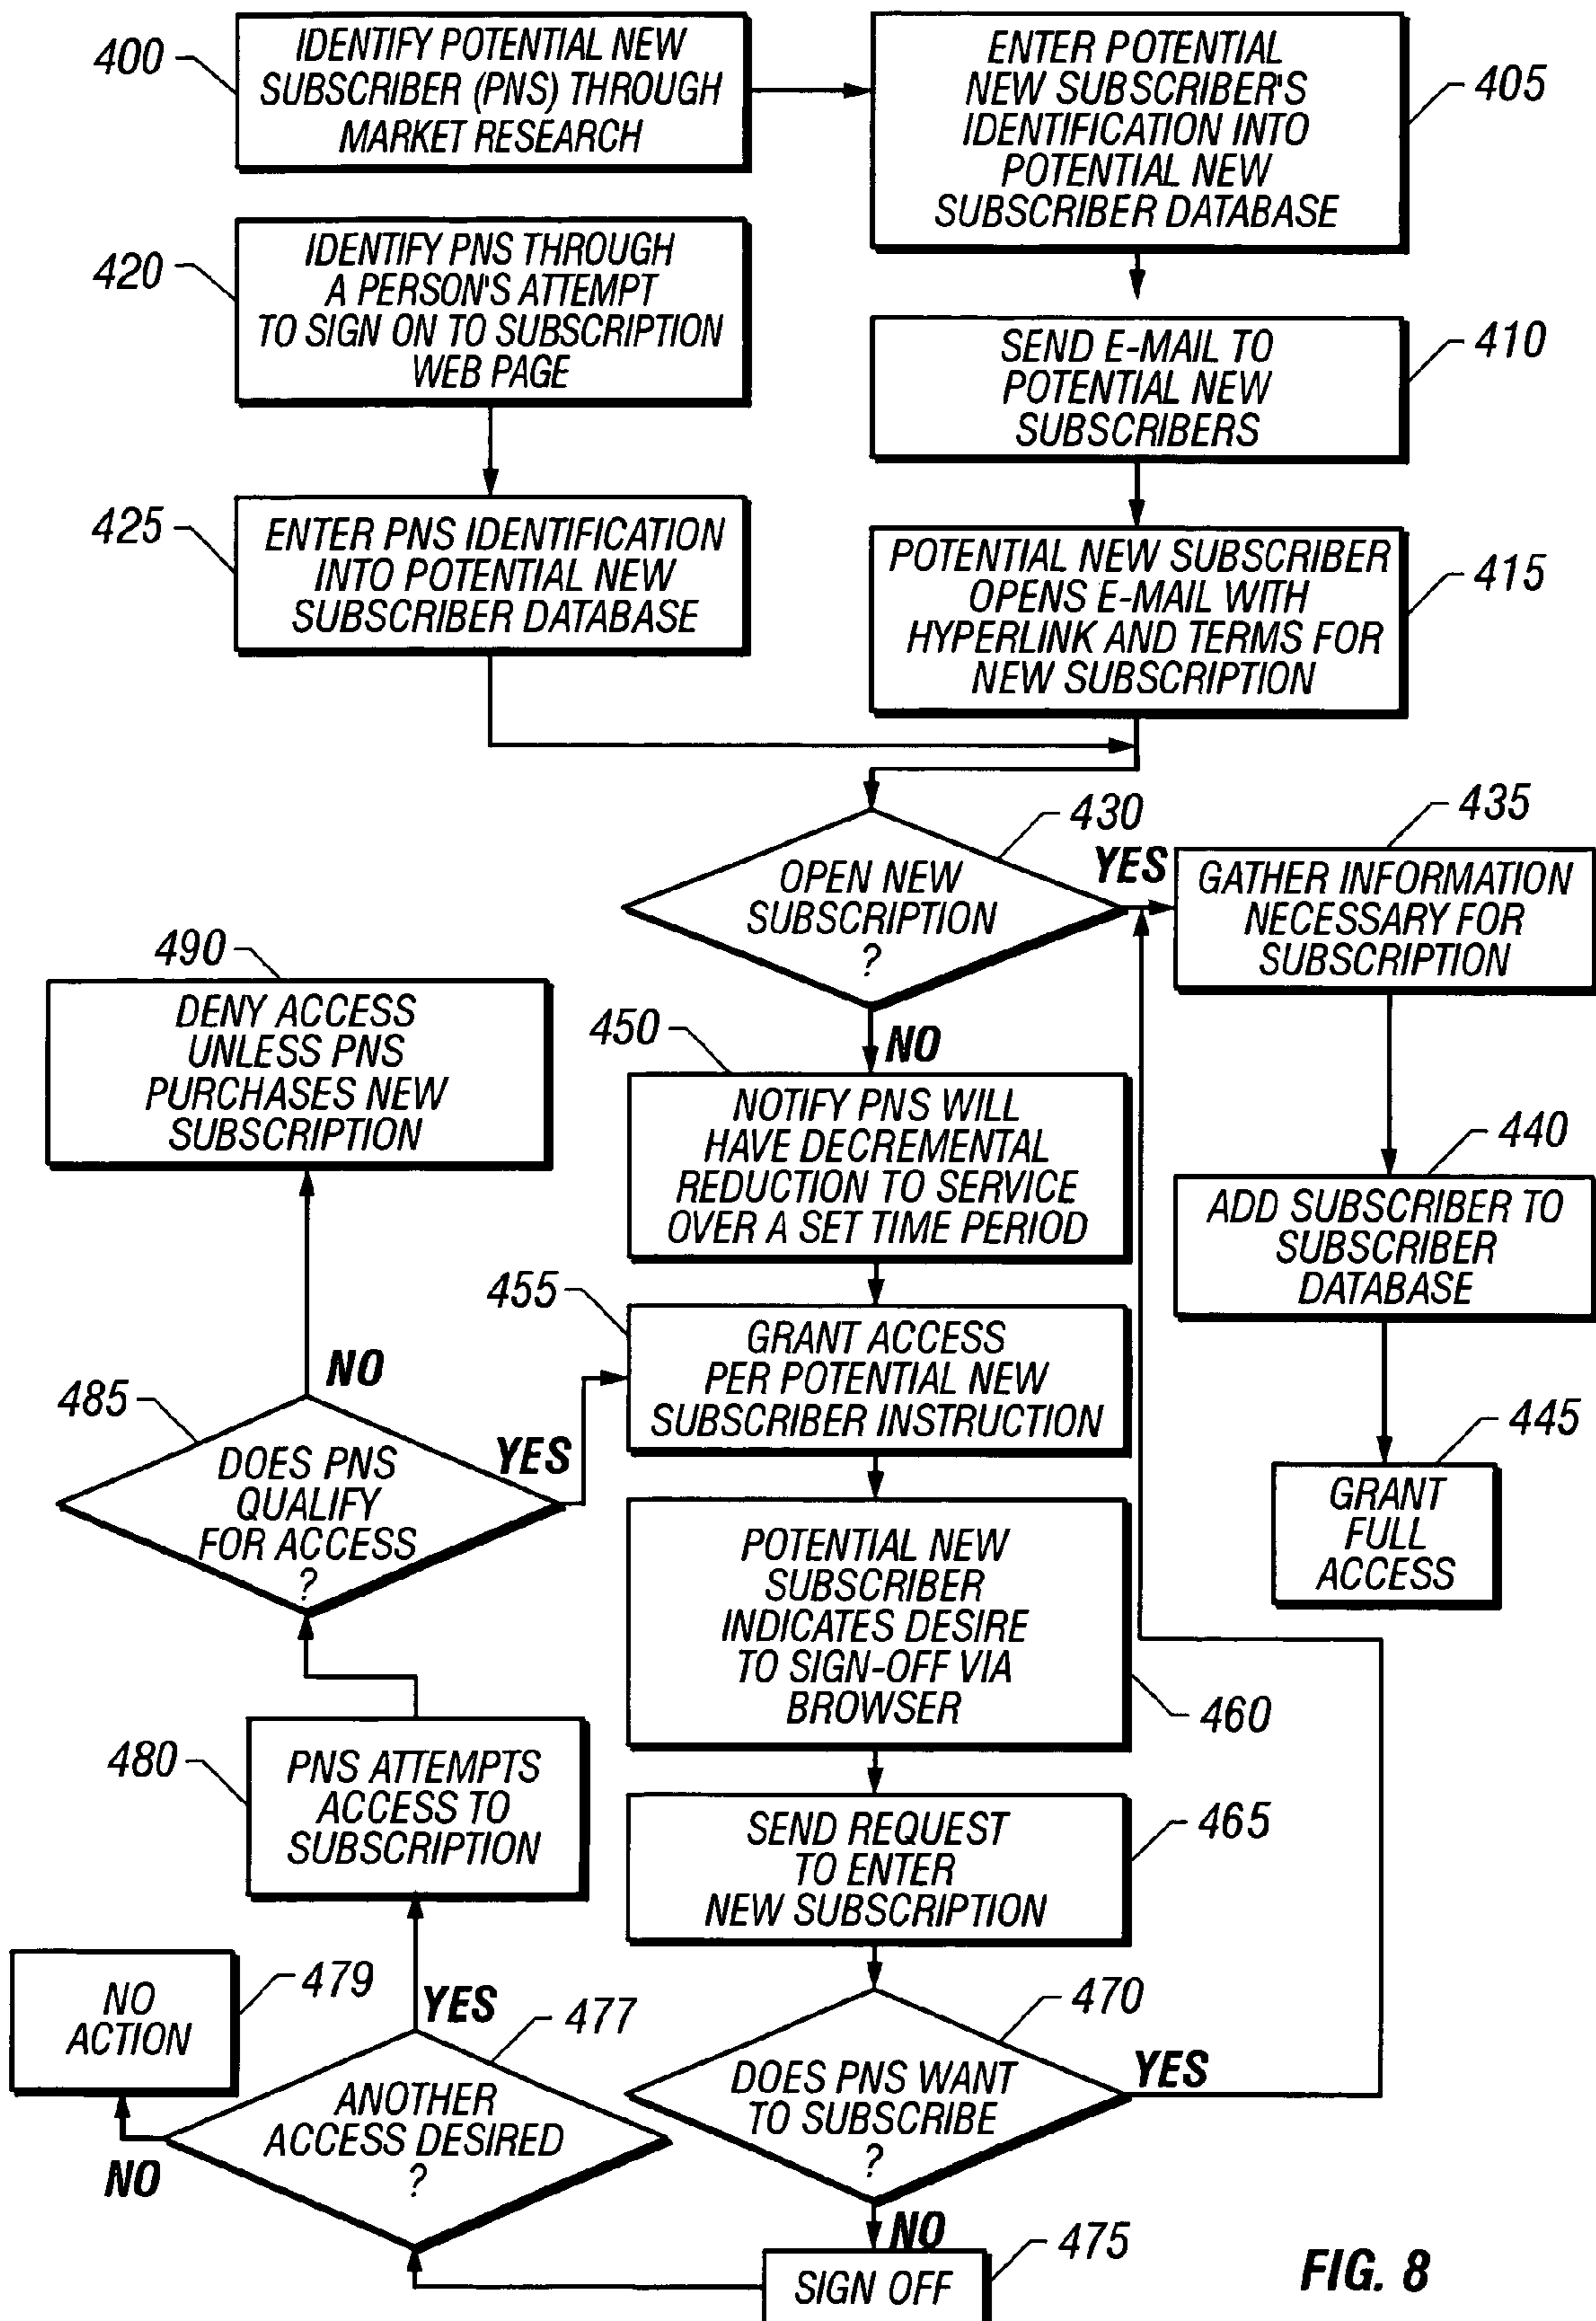 400
IDENTIFY POTENTIAL NEW
SUBSCRIBER (PNS) THROUGH
MARKET RESEARCH
ENTER POTENTIAL
NEW SUBSCRIBER'S
IDENTIFICATION INTO
POTENTIAL NEW
SUBSCRIBER DATABASE
405
420
IDENTIFY PNS THROUGH
A PERSON'S ATTEMPT
TO SIGN ON TO SUBSCRIPTION
WEB PAGE
SEND E-MAIL TO
POTENTIAL NEW
SUBSCRIBERS
410
425
ENTER PNS IDENTIFICATION
INTO POTENTIAL NEW
SUBSCRIBER DATABASE
POTENTIAL NEW SUBSCRIBER
OPENS E-MAIL WITH
HYPERLINK AND TERMS FOR
NEW SUBSCRIPTION
415
430
OPEN NEW
SUBSCRIPTION
?
YES
435
GATHER INFORMATION
NECESSARY FOR
SUBSCRIPTION
490
DENY ACCESS
UNLESS PNS
PURCHASES NEW
SUBSCRIPTION
NO
450
NOTIFY PNS WILL
HAVE DECREMENTAL
REDUCTION TO SERVICE
OVER A SET TIME PERIOD
440
ADD SUBSCRIBER TO
SUBSCRIBER
DATABASE
455
GRANT ACCESS
PER POTENTIAL NEW
SUBSCRIBER INSTRUCTION
NO
485
DOES PNS
QUALIFY
FOR ACCESS
?
YES
445
GRANT
FULL
ACCESS
POTENTIAL NEW
SUBSCRIBER
INDICATES DESIRE
TO SIGN-OFF VIA
BROWSER
460
480
PNS ATTEMPTS
ACCESS TO
SUBSCRIPTION
SEND REQUEST
TO ENTER
NEW SUBSCRIPTION
465
NO
ACTION
479
YES
477
ANOTHER
ACCESS DESIRED
?
NO
470
DOES PNS WANT
TO SUBSCRIBE
?
YES
NO
475
SIGN OFF
FIG. 8